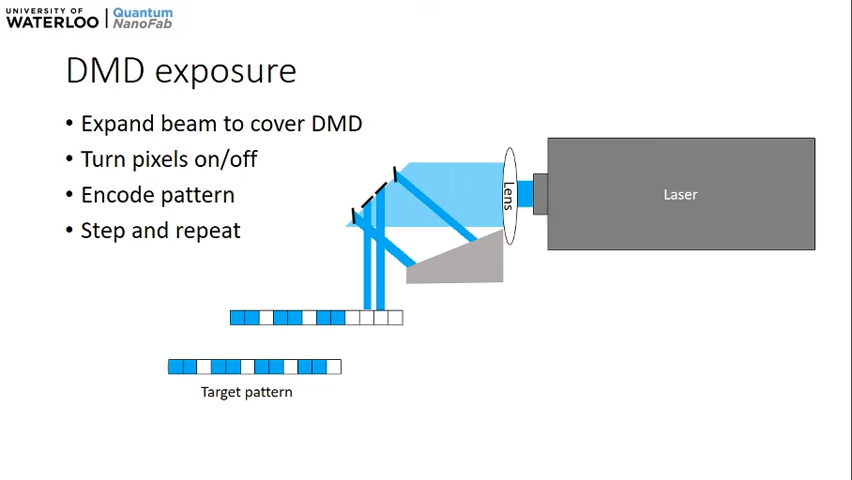 UNIVERSITY OF
WATERLOO
Quantum
NanoFab
DMD exposure
• Expand beam to cover DMD
• Turn pixels on/off
• Encode pattern
• Step and repeat
Lens
Laser
Target pattern